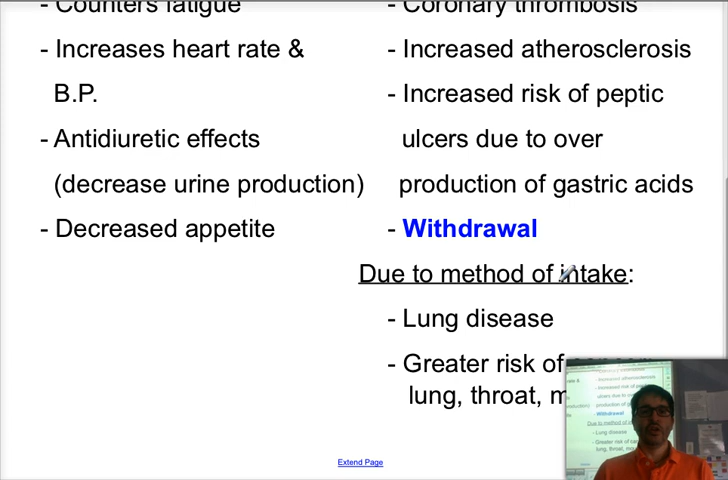 - Counters fatigue
- Increases heart rate &
B.P.
- Antidiuretic effects
(decrease urine production)
- Decreased appetite
- Coronary thrombosis
- Increased atherosclerosis
- Increased risk of peptic
ulcers due to over
production of gastric acids
- Withdrawal
Due to method of intake:
- Lung disease
- Greater risk of
lung, throat,
Extend Page